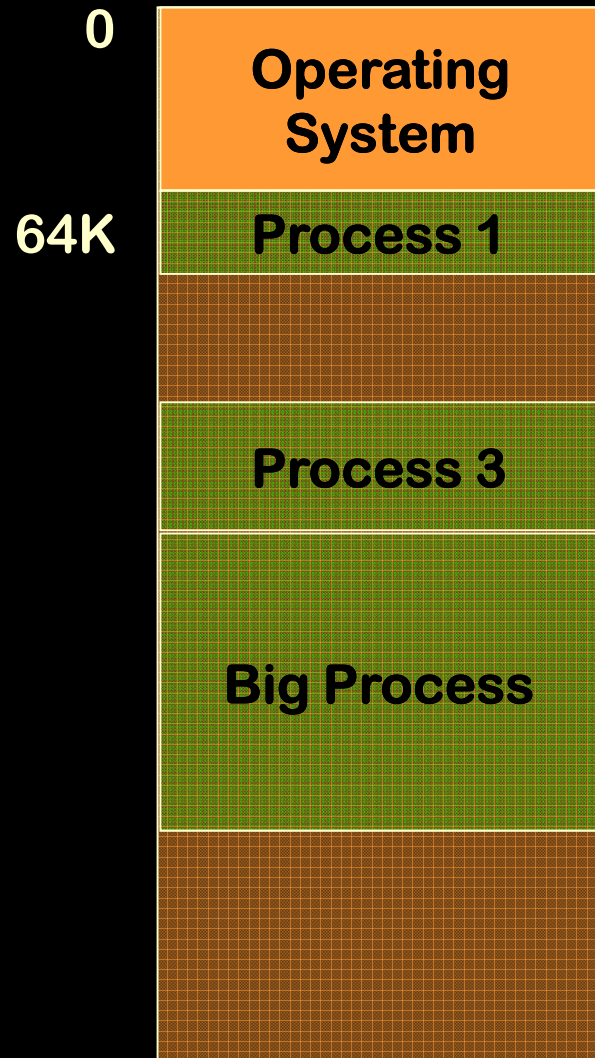 0
Operating
System
64K
Process 1
Process 3
Big Process